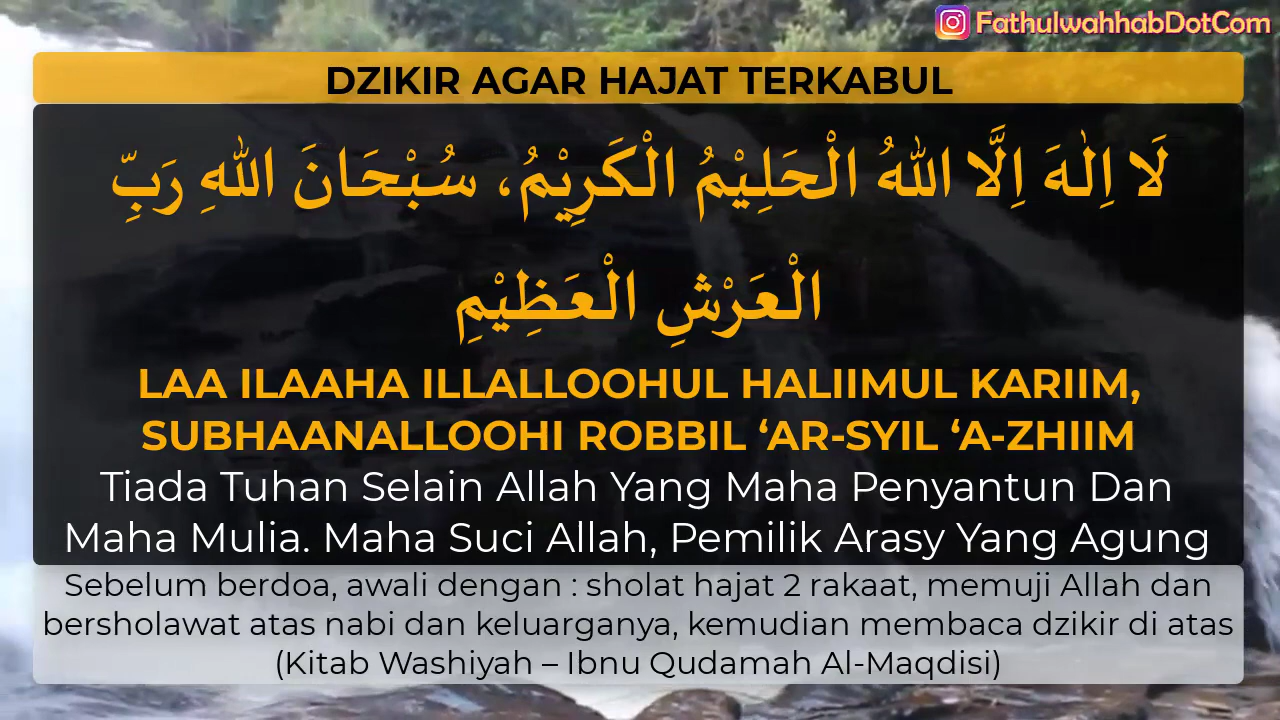 FathulwahhabDotCom
DZIKIR AGAR HAJAT TERKABUL
لَا اِلٰهَ اِلَّا اللهُ الْحَلِيْمُ الْكَرِيْمُ، سُبْحَانَ اللهِ رَبِّ
الْعَرْشِ الْعَظِيْمِ
LAA ILAAHA ILLALLOOHUL HALIIMUL KARIIM,
SUBHAANALLOOHI ROBBIL ‘AR-SYIL ‘A-ZHIIM
Tiada Tuhan Selain Allah Yang Maha Penyantun Dan
Maha Mulia. Maha Suci Allah, Pemilik Arasy Yang Agung
Sebelum berdoa, awali dengan : sholat hajat 2 rakaat, memuji Allah dan
bersholawat atas nabi dan keluarganya, kemudian membaca dzikir di atas
(Kitab Washiyah – Ibnu Qudamah Al-Maqdisi)